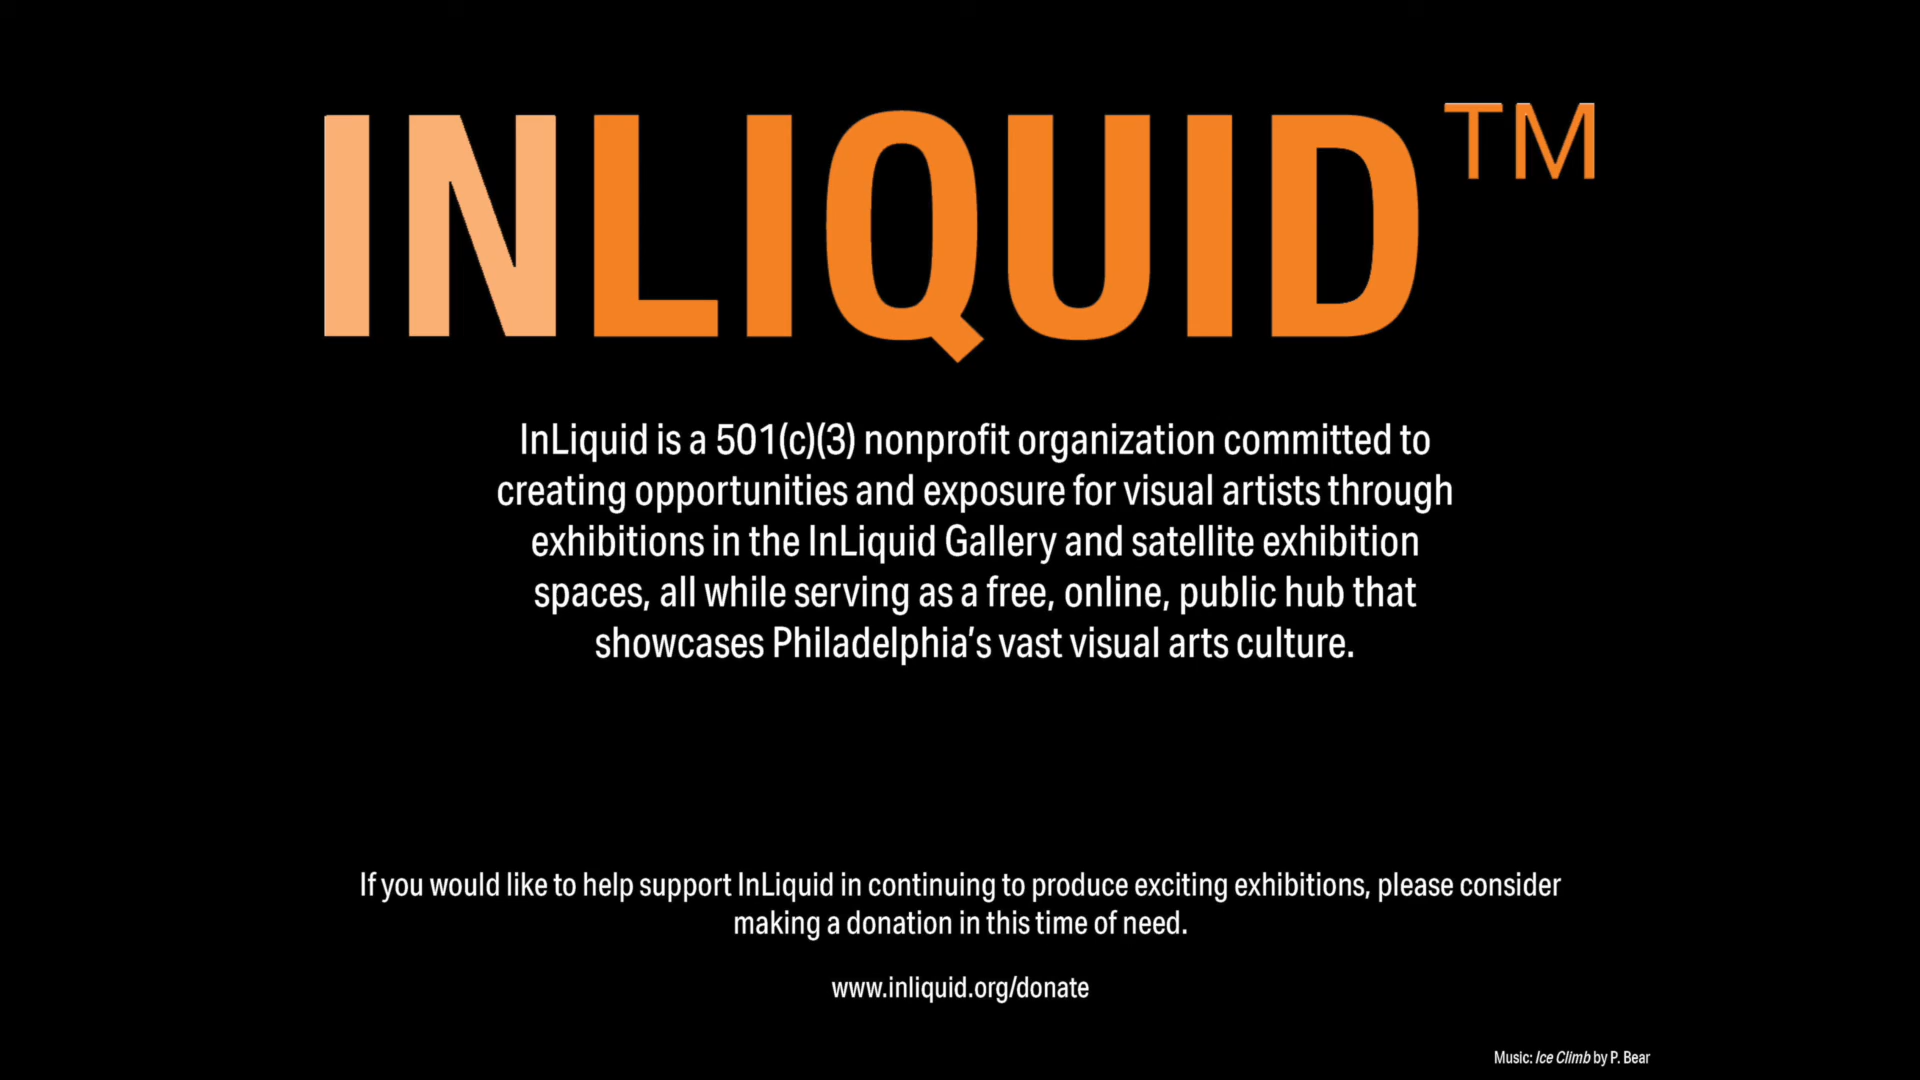 INLIQUID™
InLiquid is a 501(c)(3) nonprofit organization committed to
creating opportunities and exposure for visual artists through
exhibitions in the InLiquid Gallery and satellite exhibition
spaces, all while serving as a free, online, public hub that
showcases Philadelphia’s vast visual arts culture.
If you would like to help support InLiquid in continuing to produce exciting exhibitions, please consider
making a donation in this time of need.
www.inliquid.org/donate
Music: Ice Climb by P. Bear